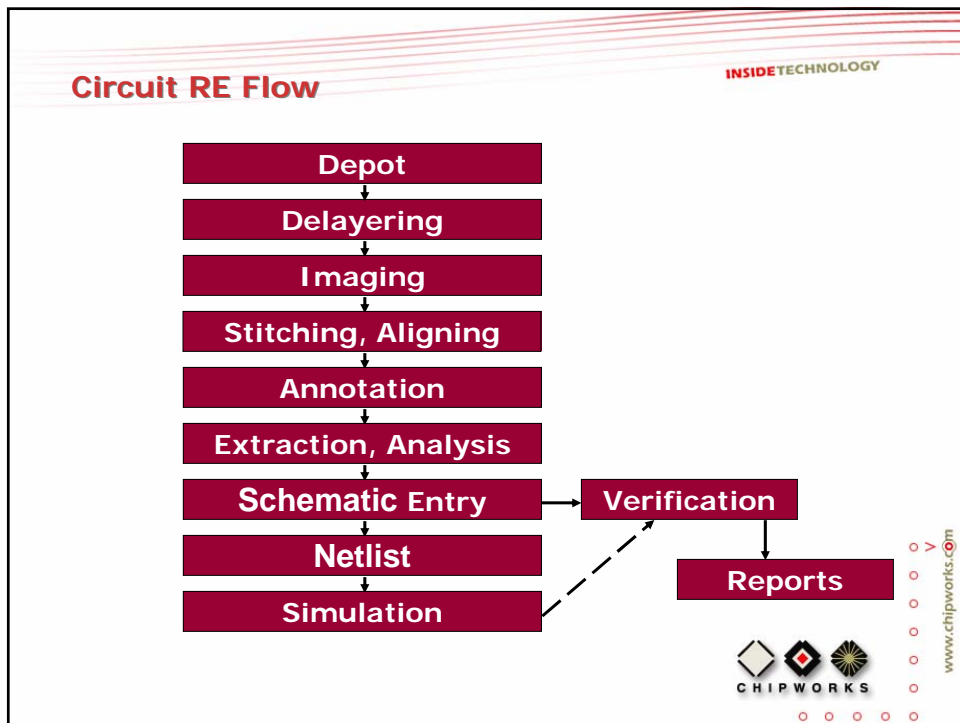 INSIDETECHNOLOGY
Circuit RE Flow
Depot
Delayering
Imaging
Stitching, Aligning
Annotation
Extraction, Analysis
Schematic Entry
Verification
Netlist
Reports
Simulation
www.chipworks.com
CHIPWORKS